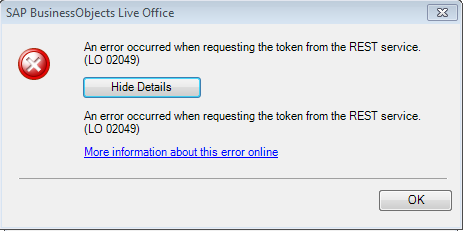 SAP BusinessObjects Live Office
An error occurred when requesting the token from the REST service.
(LO 02049)
Hide Details
An error occurred when requesting the token from the REST service.
(LO 02049)
More information about this error online
OK